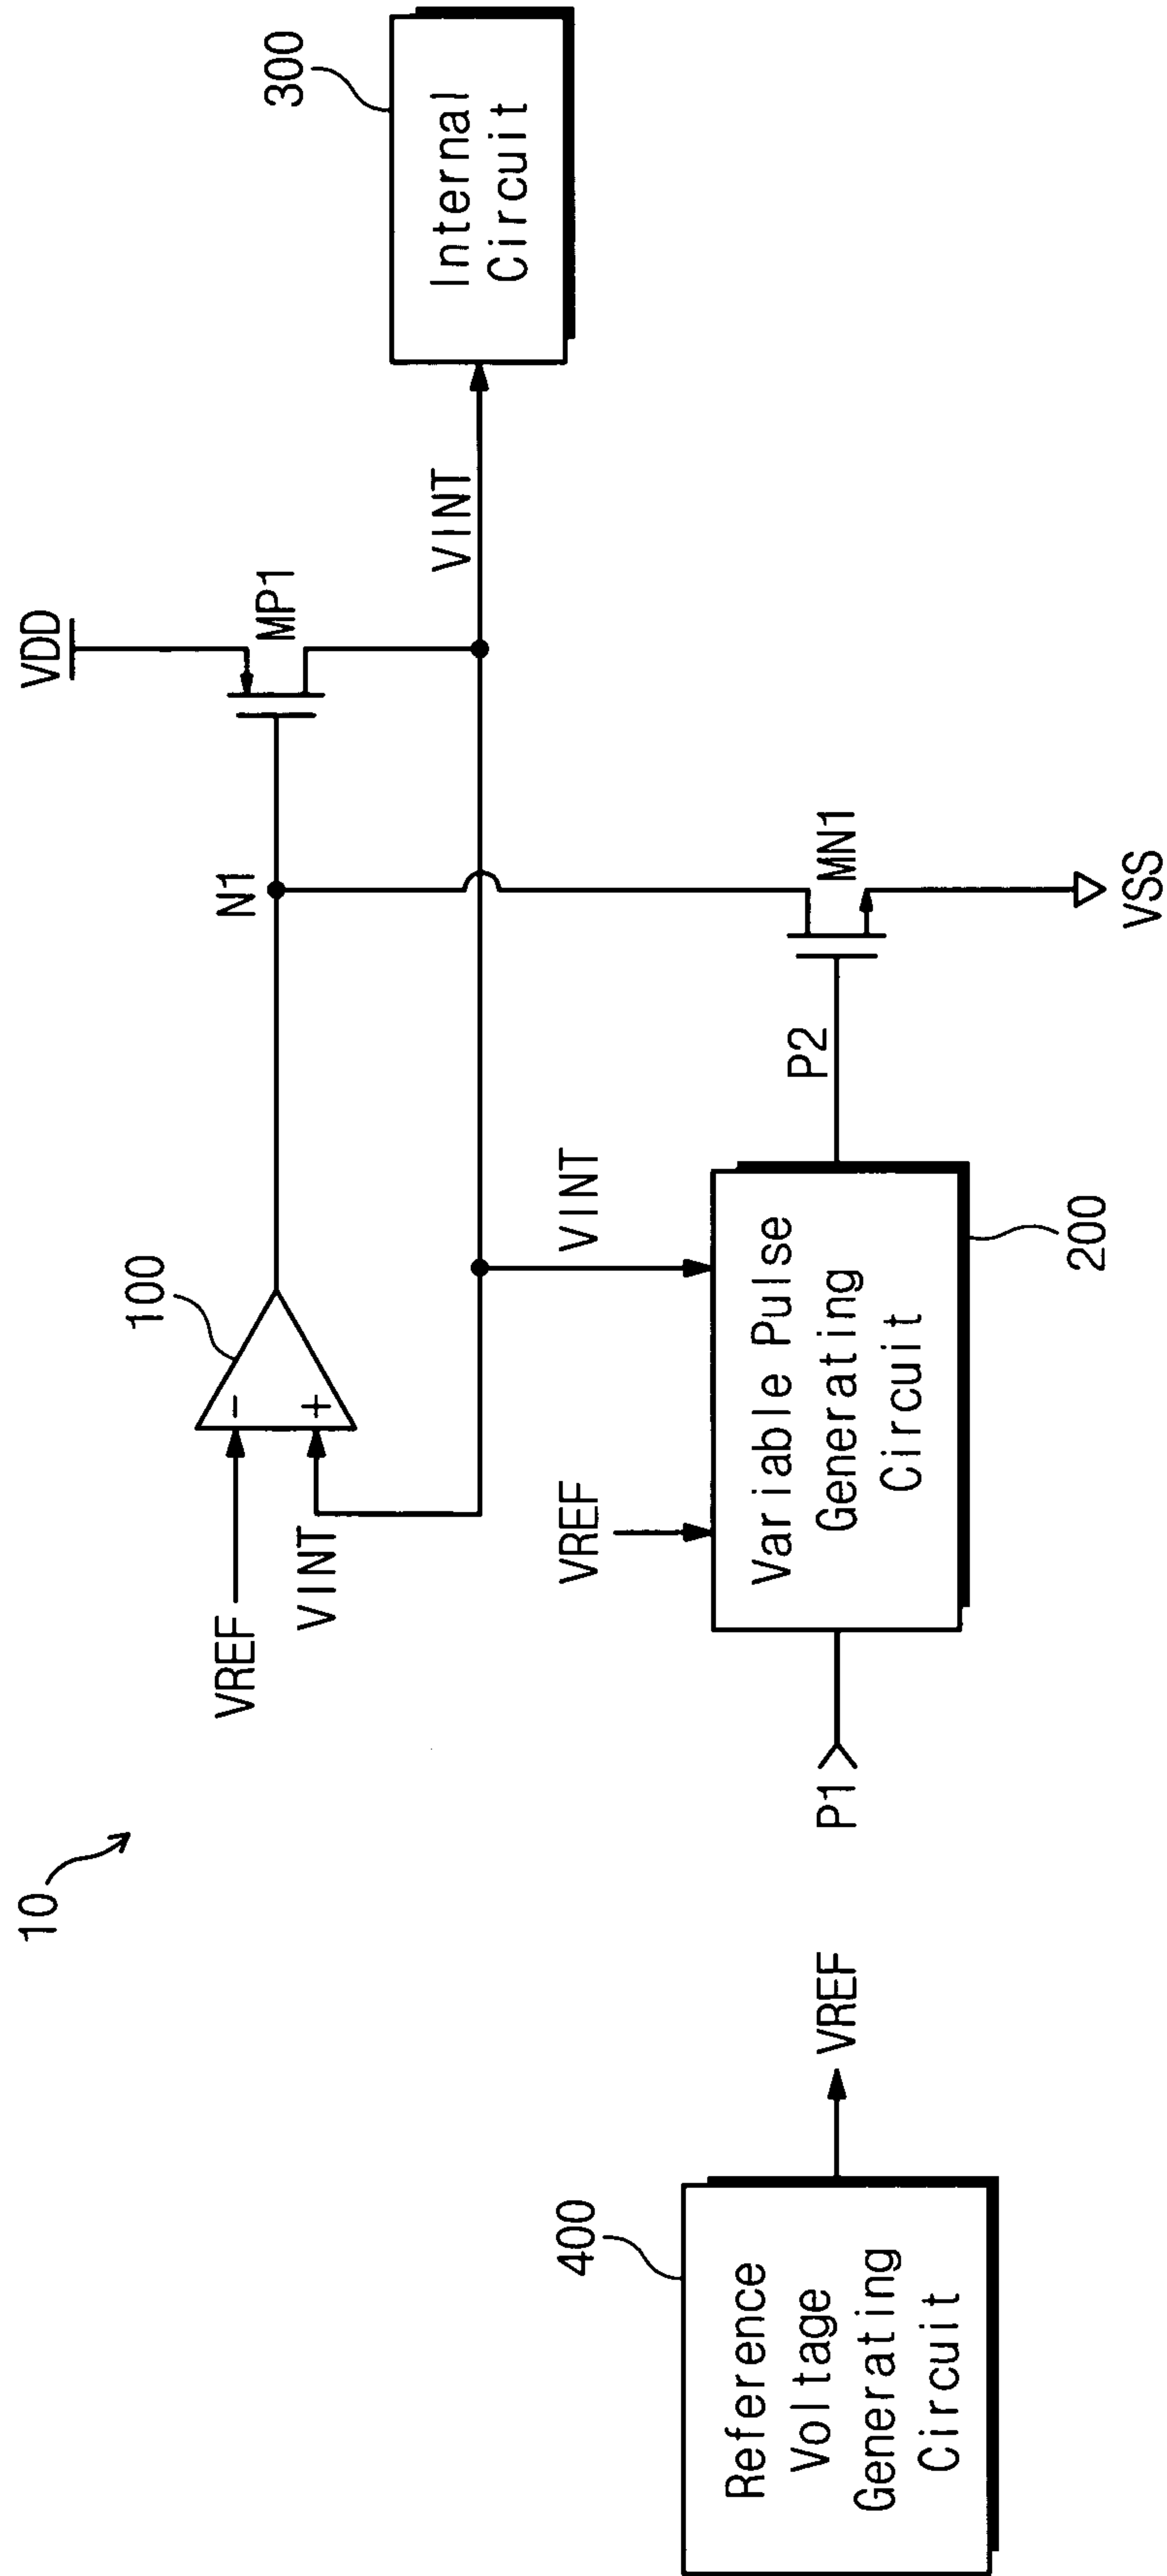 10
VDD
VREF
VINT
-
+
100
N1
MP1
VINT
300
Internal
Circuit
VREF
VINT
400
Reference
Voltage
Generating
Circuit
VREF
P1
Variable Pulse
Generating
Circuit
200
P2
MN1
VSS